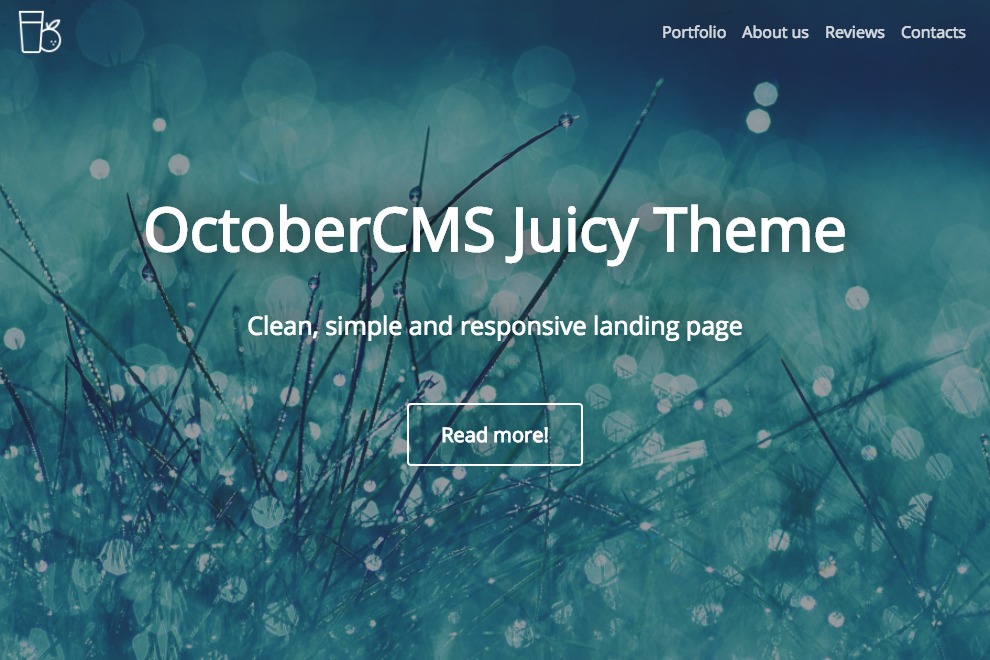 Portfolio About us Reviews Contacts
OctoberCMS Juicy Theme
Clean, simple and responsive landing page
Read more!